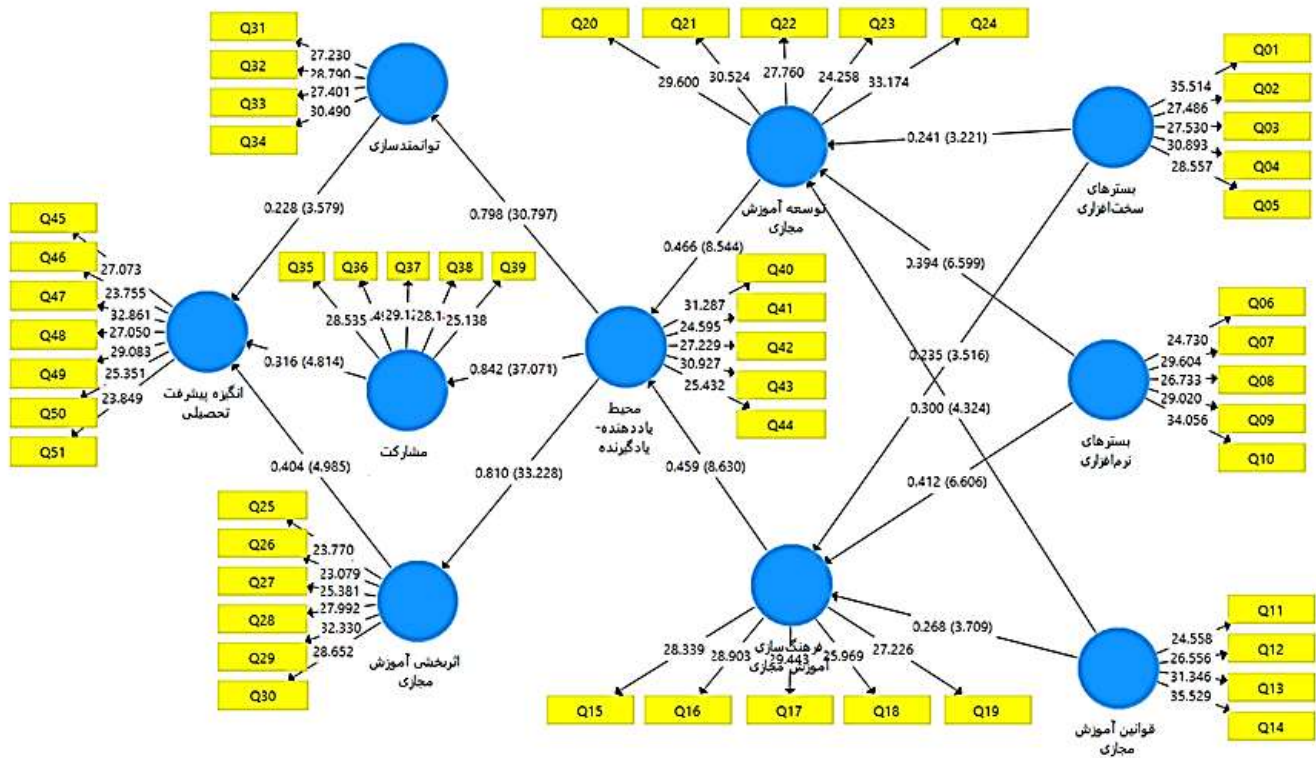 Q20
Q21
Q22
Q23
Q24
29.600
30.524
27.760
24.258
33.174
توسعه آموزش
مجازی
Q31
Q32
Q33
Q34
27.230
28.790
27.401
30.490
توانمندسازی
Q01
Q02
Q03
Q04
Q05
35.514
27.486
27.530
30.893
28.557
بسترهای
سخت‌افزاری
0.241 (3.221)
0.228 (3.579)
0.798 (30.797)
0.466 (8.544)
0.394 (6.599)
Q45
Q46
Q47
Q48
Q49
Q50
Q51
27.073
23.755
32.861
27.050
29.083
25.351
23.849
انگیزه پیشرفت
تحصیلی
Q35
Q36
Q37
Q38
Q39
28.535
25.138
مشارکت
0.316 (4.814)
0.842 (37.071)
Q40
Q41
Q42
Q43
Q44
31.287
24.595
27.229
30.927
25.432
محیط
یاددهنده-
یادگیرنده
Q06
Q07
Q08
Q09
Q10
24.730
29.604
26.733
29.020
34.056
بسترهای
نرم‌افزاری
0.235 (3.516)
0.300 (4.324)
0.404 (4.985)
0.810 (33.228)
0.459 (8.630)
0.412 (6.606)
Q25
Q26
Q27
Q28
Q29
Q30
23.770
23.079
25.381
27.992
32.330
28.652
اثربخشی آموزش
مجازی
0.268 (3.709)
فرهنگ‌سازی
آموزش مجازی
28.339
28.903
29.443
25.969
27.226
Q15
Q16
Q17
Q18
Q19
Q11
Q12
Q13
Q14
24.558
26.556
31.346
35.529
قوانین آموزش
مجازی